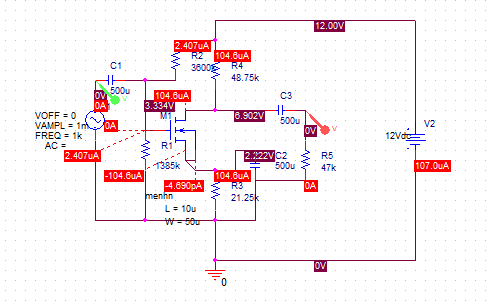 12.00V
2.407uA
C1
R2
104.6uA
3600k
R4
48.75k
500u
0V
0A
104.6uA
C3
3.334V
6.902V
500u
VOFF = 0
VAMPL = 1m
FREQ = 1k
AC =
0A
M1
0V
V2
12Vdc
R1
2.407uA
2.222V
C2
500u
R5
47k
107.0uA
1385k
-104.6uA
-4.690pA
104.6uA
R3
0A
menhn
21.25k
L = 10u
W = 50u
0V
0